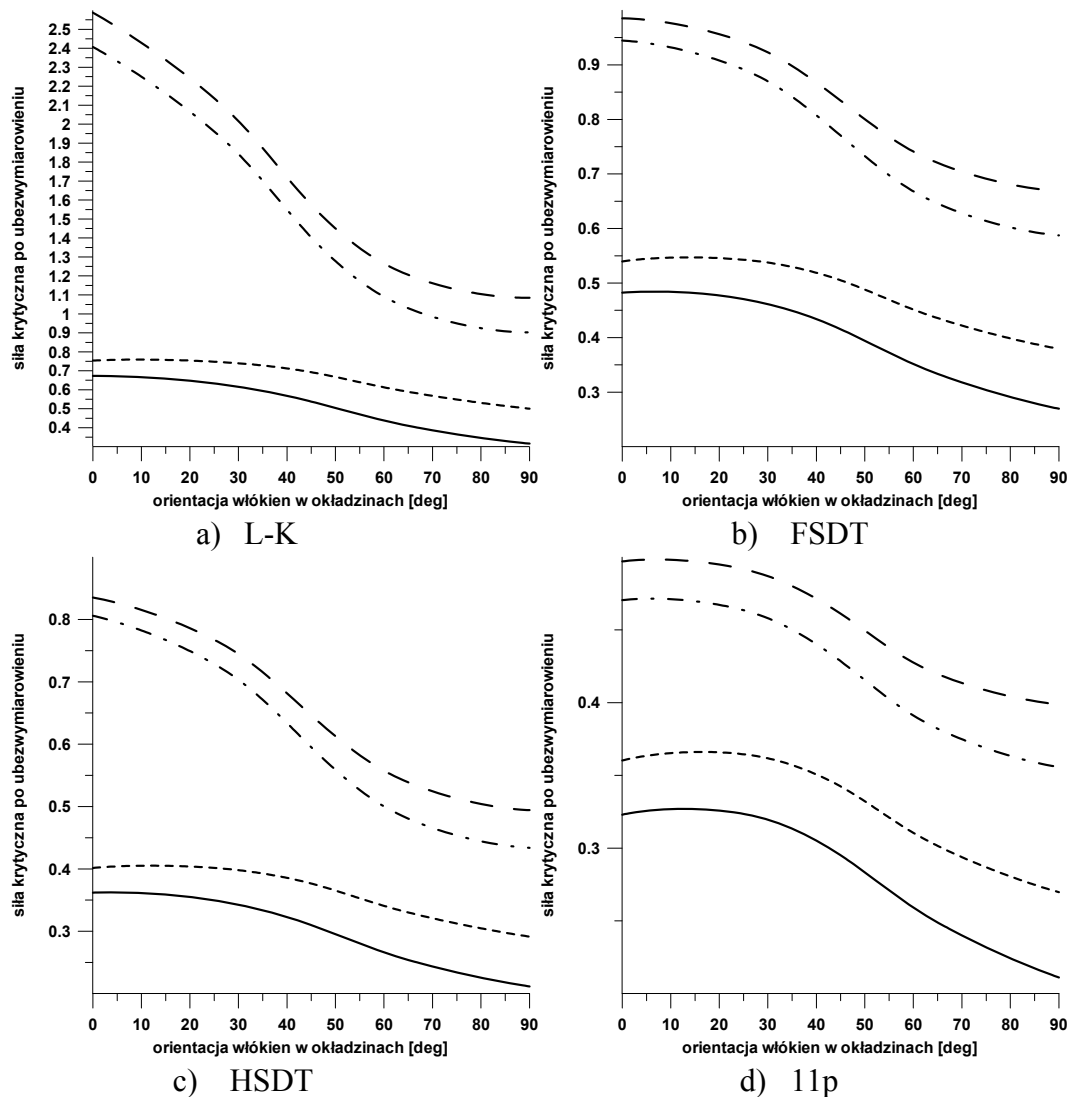 siła krytyczna po ubezwymiarowieniu
2.5
2.4
2.3
2.2
2.1
2
1.9
1.8
1.7
1.6
1.5
1.4
1.3
1.2
1.1
1
0.9
0.8
0.7
0.6
0.5
0.4
0 10 20 30 40 50 60 70 80 90
orientacja włókien w okładzinach [deg]
a) L-K
siła krytyczna po ubezwymiarowieniu
0.9
0.8
0.7
0.6
0.5
0.4
0.3
0 10 20 30 40 50 60 70 80 90
orientacja włókien w okładzinach [deg]
b) FSDT
siła krytyczna po ubezwymiarowieniu
0.8
0.7
0.6
0.5
0.4
0.3
0 10 20 30 40 50 60 70 80 90
orientacja włókien w okładzinach [deg]
c) HSDT
siła krytyczna po ubezwymiarowieniu
0.4
0.3
0 10 20 30 40 50 60 70 80 90
orientacja włókien w okładzinach [deg]
d) 11p